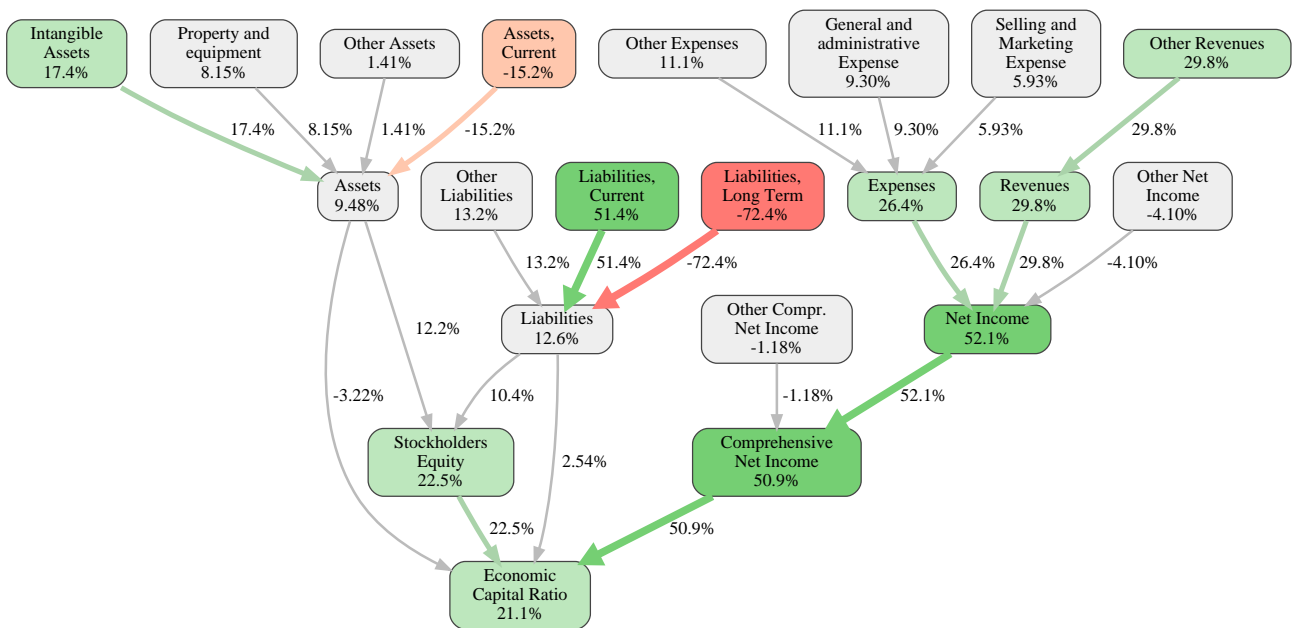 Intangible
Assets
17.4%
Property and
equipment
8.15%
Other Assets
1.41%
Assets,
Current
-15.2%
Other Expenses
11.1%
General and
administrative
Expense
9.30%
Selling and
Marketing
Expense
5.93%
Other Revenues
29.8%
17.4%
8.15%
1.41%
-15.2%
11.1%
9.30%
5.93%
29.8%
Assets
9.48%
Other
Liabilities
13.2%
Liabilities,
Current
51.4%
Liabilities,
Long Term
-72.4%
Expenses
26.4%
Revenues
29.8%
Other Net
Income
-4.10%
13.2%
51.4%
-72.4%
26.4%
29.8%
-4.10%
Liabilities
12.6%
Other Compr.
Net Income
-1.18%
Net Income
52.1%
12.2%
-3.22%
10.4%
-1.18%
52.1%
Stockholders
Equity
22.5%
2.54%
Comprehensive
Net Income
50.9%
22.5%
50.9%
Economic
Capital Ratio
21.1%